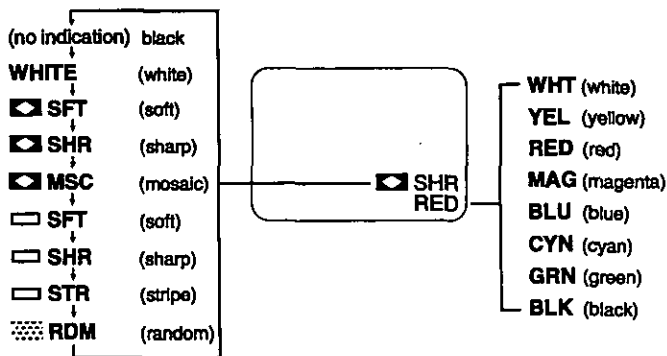 (no indication) black
WHITE (white)
SFT (soft)
SHR (sharp)
MSC (mosaic)
SFT (soft)
SHR (sharp)
STR (stripe)
RDM (random)
SHR
RED
WHT (white)
YEL (yellow)
RED (red)
MAG (magenta)
BLU (blue)
CYN (cyan)
GRN (green)
BLK (black)